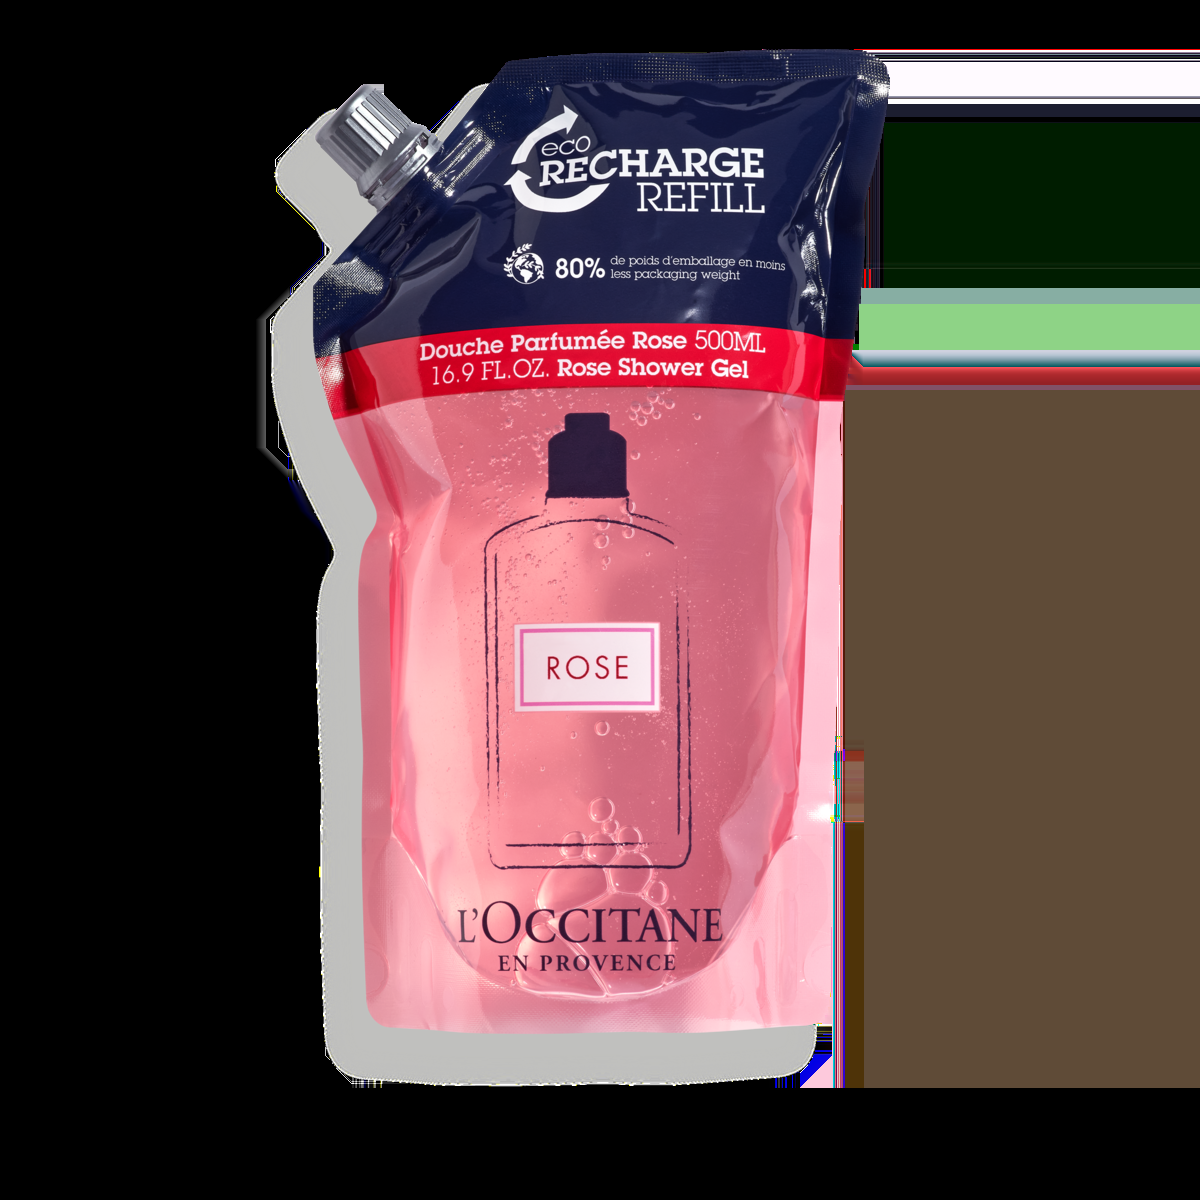 eco
RECHARGE
REFILL
80% de poids d'emballage en moins
less packaging weight
Douche Parfumée Rose 500ML
16.9 FL.OZ. Rose Shower Gel
ROSE
L'OCCITANE
EN PROVENCE